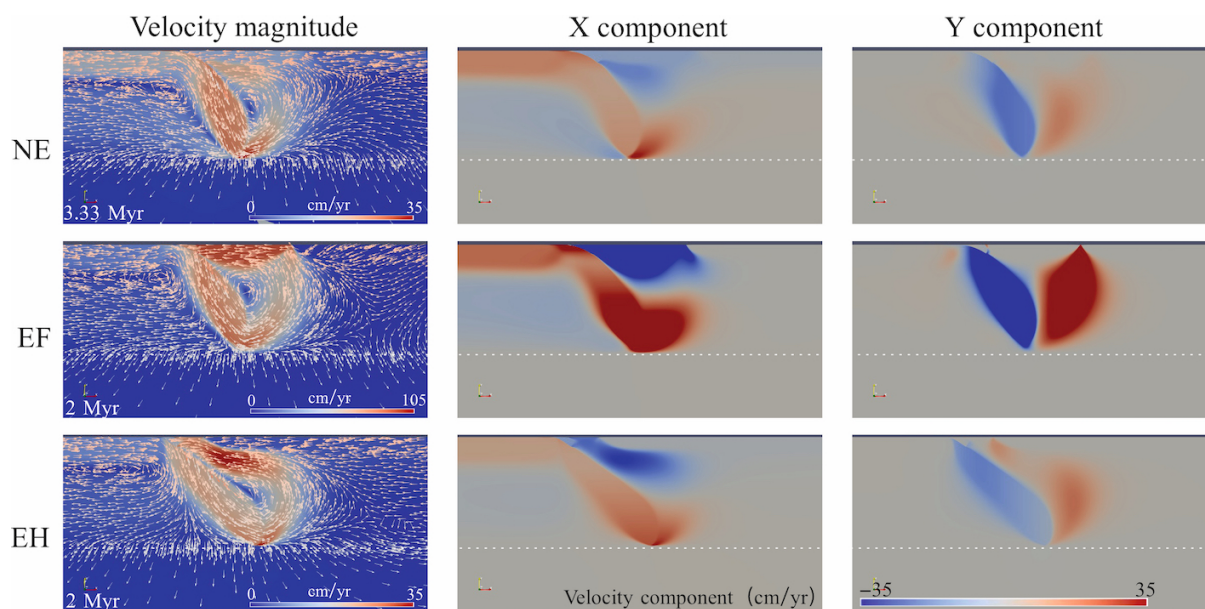 Velocity magnitude X component Y component
NE
3.33 Myr 0 cm/yr 35
EF
2 Myr 0 cm/yr 105
EH
2 Myr 0 cm/yr 35
Velocity component (cm/yr) −35 35